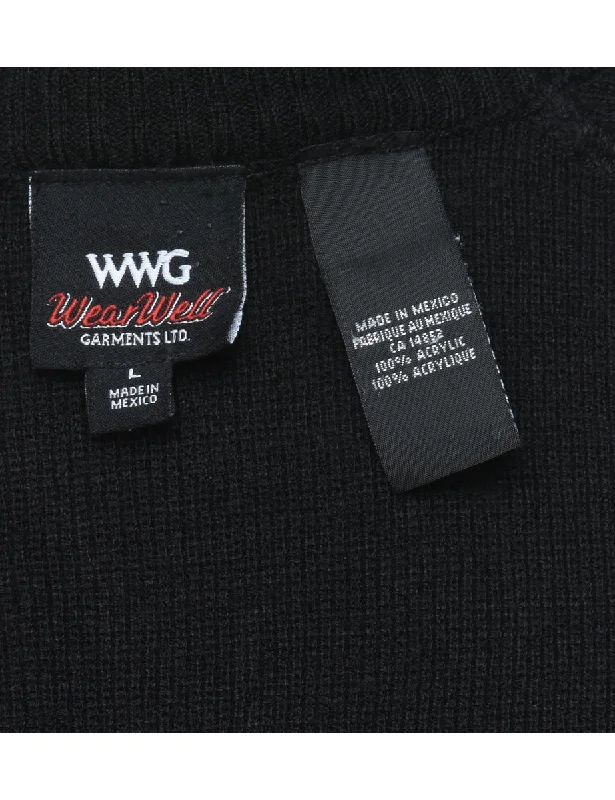 WWG
WearWell
GARMENTS LTD.
L
MADE IN
MEXICO
MADE IN MEXICO
FABRIQUE AU MEXIQUE
CA 14852
100% ACRYLIC
100% ACRYLIQUE